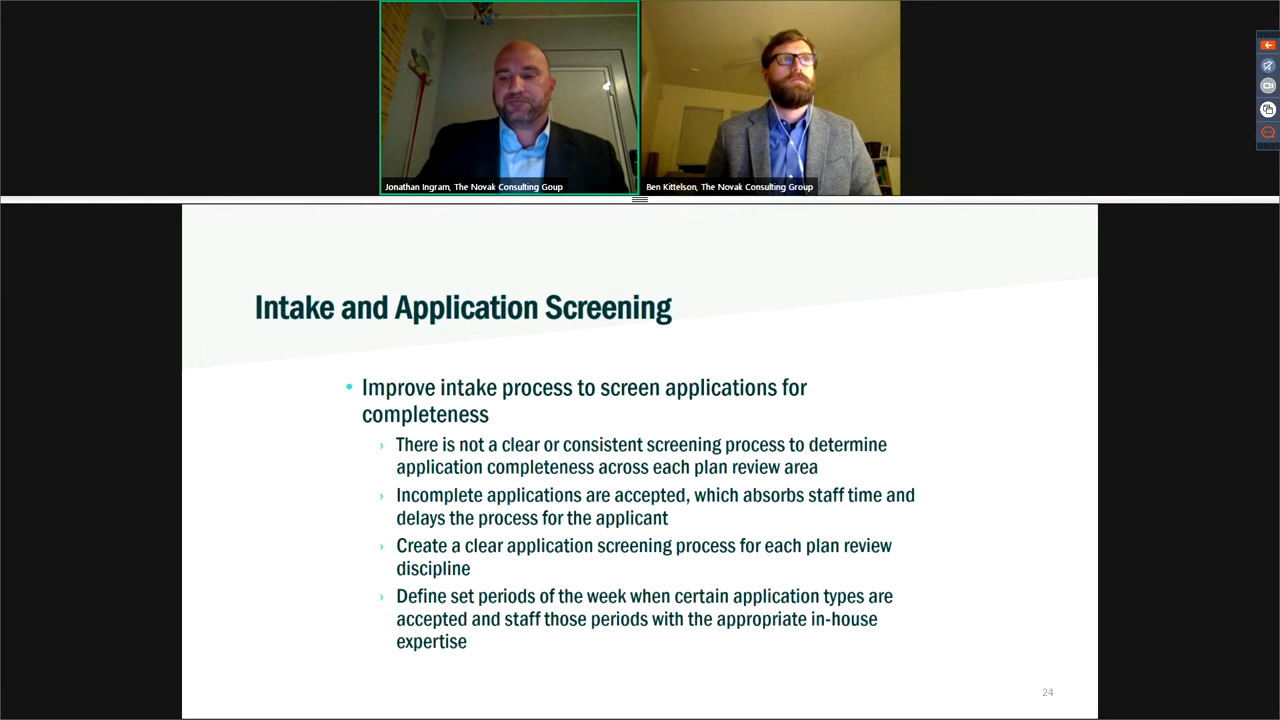 Jonathan Ingram, The Novak Consulting Goup
Ben Kittelson, The Novak Consulting Group
Intake and Application Screening
• Improve intake process to screen applications for
completeness
› There is not a clear or consistent screening process to determine
application completeness across each plan review area
› Incomplete applications are accepted, which absorbs staff time and
delays the process for the applicant
› Create a clear application screening process for each plan review
discipline
› Define set periods of the week when certain application types are
accepted and staff those periods with the appropriate in-house
expertise
24